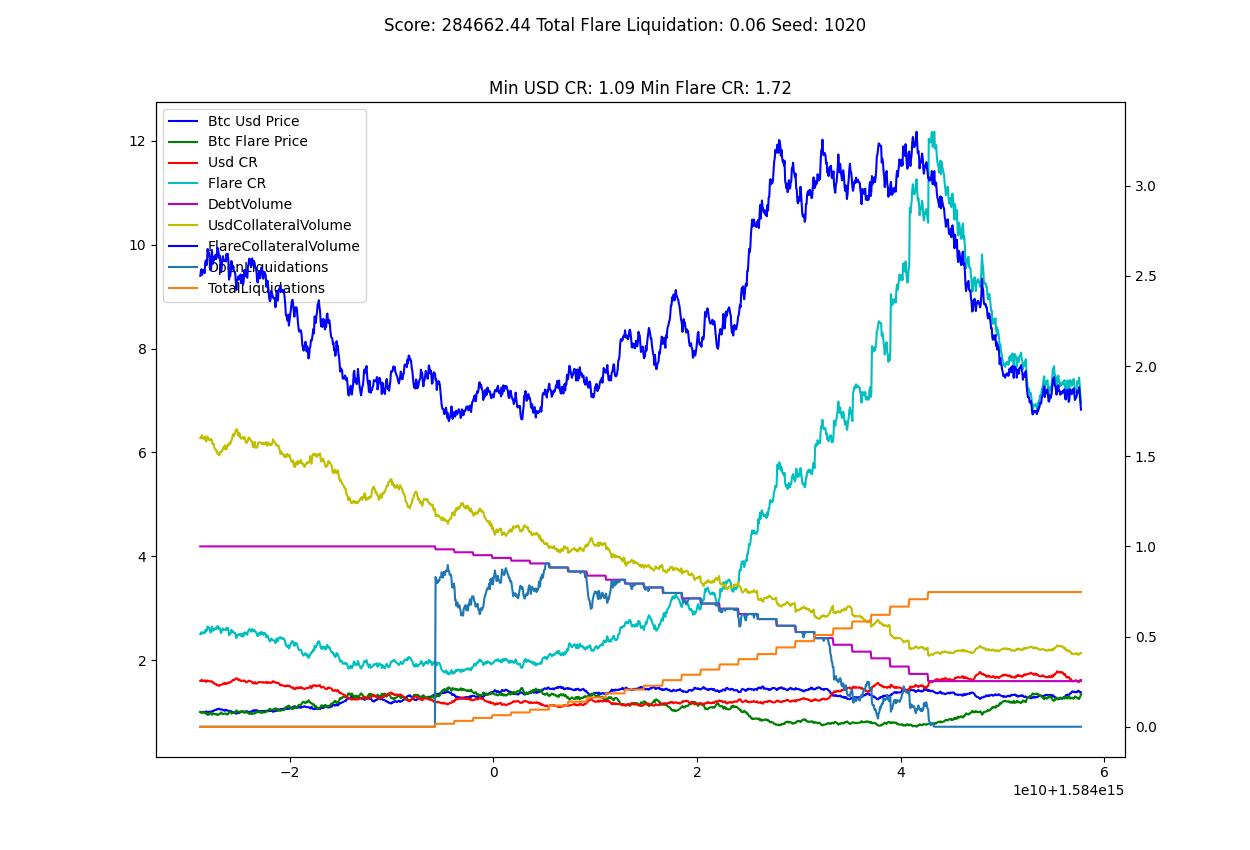 Score: 284662.44 Total Flare Liquidation: 0.06 Seed: 1020
Min USD CR: 1.09 Min Flare CR: 1.72
Btc Usd Price
Btc Flare Price
Usd CR
Flare CR
DebtVolume
UsdCollateralVolume
FlareCollateralVolume
OpenLiquidations
TotalLiquidations
12
10
8
6
4
2
3.0
2.5
2.0
1.5
1.0
0.5
0.0
−2
0
2
4
6
1e10+1.584e15